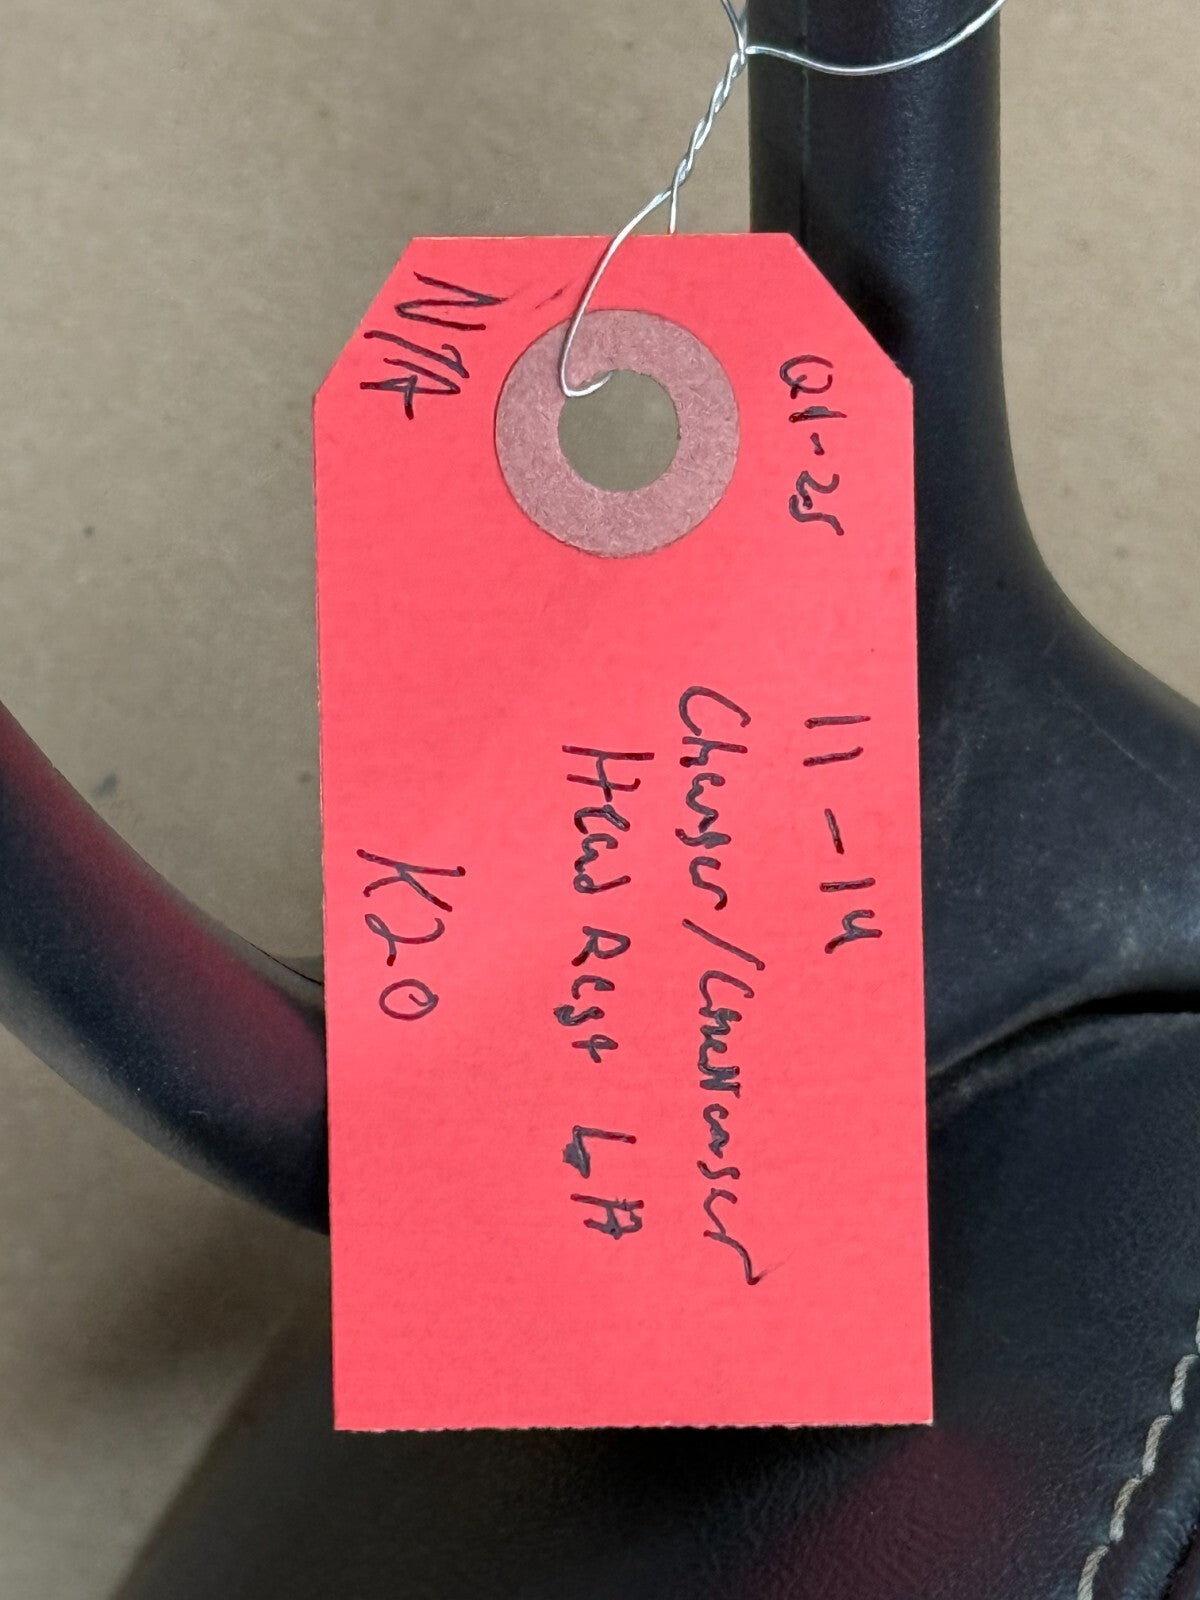 Q1-25 11-14
Charger/Challenger
Head Rest LH
N/A K20